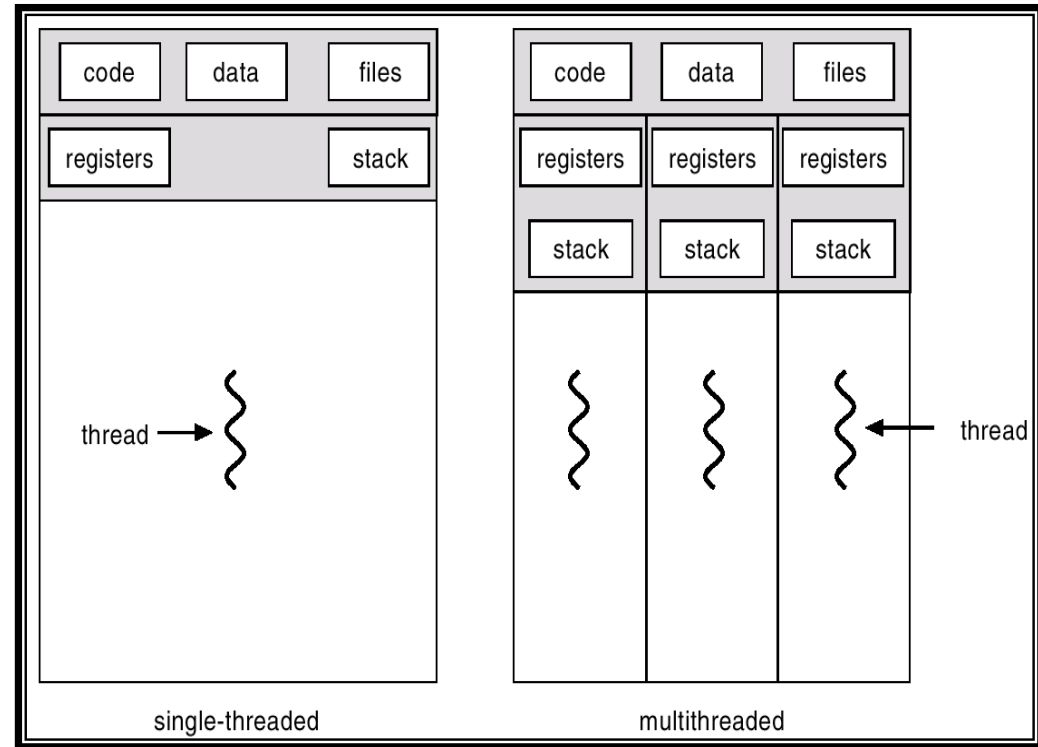 code data files
registers stack
thread
single-threaded
code data files
registers registers registers
stack stack stack
thread
multithreaded